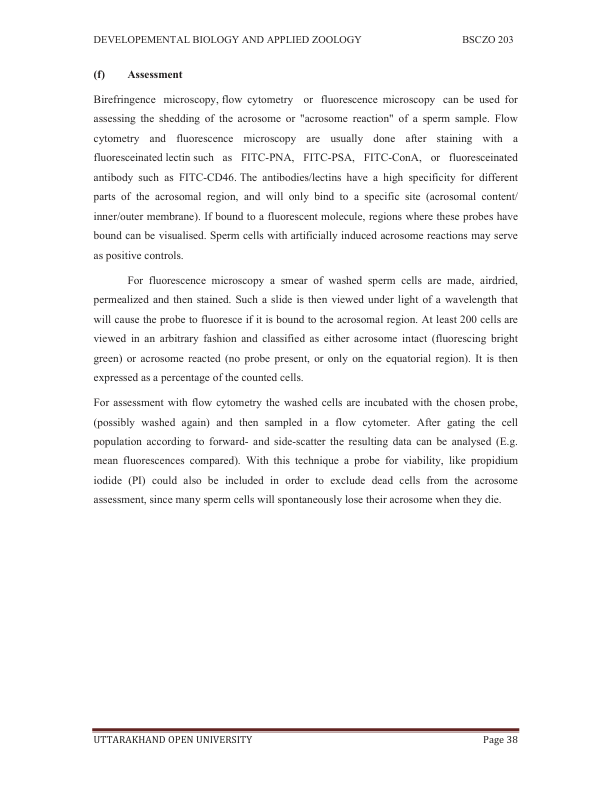 DEVELOPEMENTAL BIOLOGY AND APPLIED ZOOLOGY BSCZO 203
(f) Assessment
Birefringence microscopy, flow cytometry or fluorescence microscopy can be used for
assessing the shedding of the acrosome or "acrosome reaction" of a sperm sample. Flow
cytometry and fluorescence microscopy are usually done after staining with a
fluoresceinated lectin such as FITC-PNA, FITC-PSA, FITC-ConA, or fluoresceinated
antibody such as FITC-CD46. The antibodies/lectins have a high specificity for different
parts of the acrosomal region, and will only bind to a specific site (acrosomal content/
inner/outer membrane). If bound to a fluorescent molecule, regions where these probes have
bound can be visualised. Sperm cells with artificially induced acrosome reactions may serve
as positive controls.
For fluorescence microscopy a smear of washed sperm cells are made, airdried,
permealized and then stained. Such a slide is then viewed under light of a wavelength that
will cause the probe to fluoresce if it is bound to the acrosomal region. At least 200 cells are
viewed in an arbitrary fashion and classified as either acrosome intact (fluorescing bright
green) or acrosome reacted (no probe present, or only on the equatorial region). It is then
expressed as a percentage of the counted cells.
For assessment with flow cytometry the washed cells are incubated with the chosen probe,
(possibly washed again) and then sampled in a flow cytometer. After gating the cell
population according to forward- and side-scatter the resulting data can be analysed (E.g.
mean fluorescences compared). With this technique a probe for viability, like propidium
iodide (PI) could also be included in order to exclude dead cells from the acrosome
assessment, since many sperm cells will spontaneously lose their acrosome when they die.
UTTARAKHAND OPEN UNIVERSITY Page 38